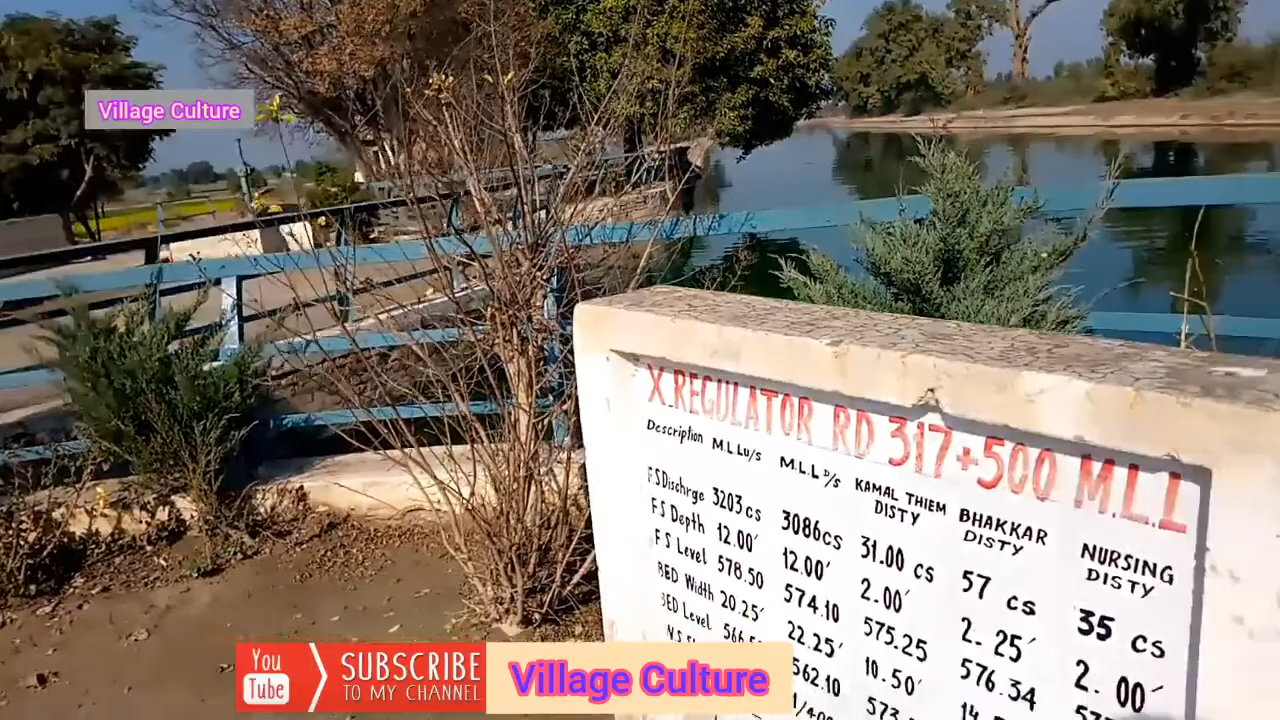 Village Culture
X.REGULATOR RD 317+500 M.L.L
Description M.L.Lu/s M.L.L D/s KAMAL THIEM DISTY BHAKKAR DISTY NURSING DISTY
F.S Dischrge 3203 cs 3086 cs 31.00 cs 57 cs 35 cs
F S Depth 12.00′ 12.00′ 2.00′ 2.25′ 2.00′
F S Level 578.50 574.10 575.25 576.34
BED Width 20.25′ 22.25′ 10.50′
BED Level 562.10
You Tube SUBSCRIBE TO MY CHANNEL
Village Culture